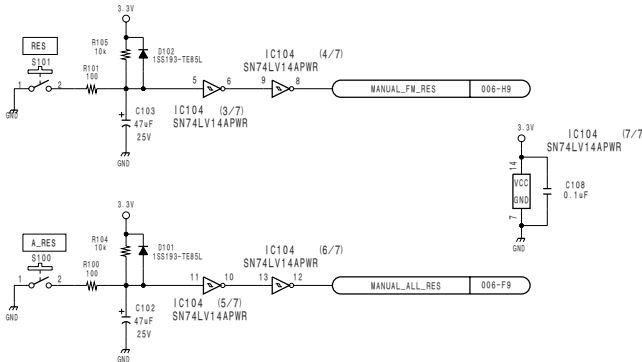 3.3V
RES
S101
1
2
R101
100
R105
10k
D102
1SS193-TE85L
C103
47uF
25V
GND
GND
5
6
IC104 (3/7)
SN74LV14APWR
IC104 (4/7)
SN74LV14APWR
9
8
MANUAL_FM_RES
006-H9
3.3V
IC104 (7/7
SN74LV14APWR
14
VCC
GND
7
C108
0.1uF
GND
3.3V
A_RES
S100
1
2
R100
100
R104
10k
D101
1SS193-TE85L
C102
47uF
25V
GND
GND
11
10
IC104 (5/7)
SN74LV14APWR
IC104 (6/7)
SN74LV14APWR
13
12
MANUAL_ALL_RES
006-F9